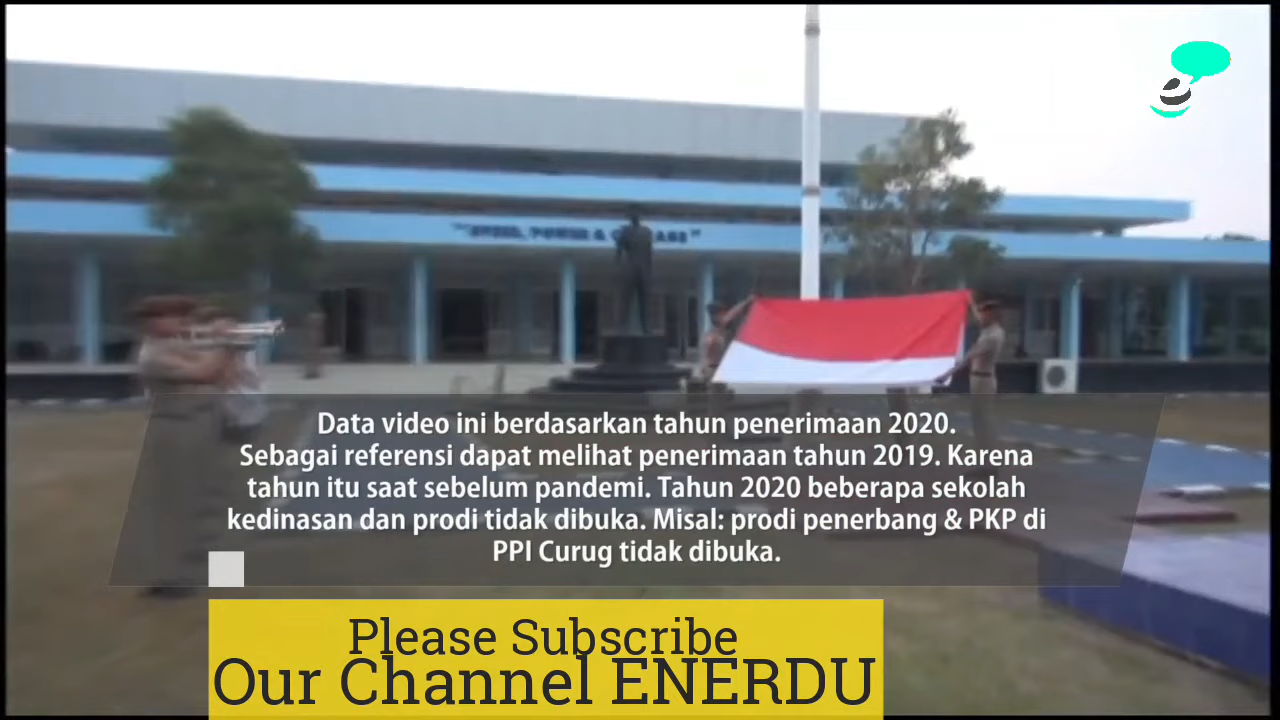 POWER &
Data video ini berdasarkan tahun penerimaan 2020.
Sebagai referensi dapat melihat penerimaan tahun 2019. Karena
tahun itu saat sebelum pandemi. Tahun 2020 beberapa sekolah
kedinasan dan prodi tidak dibuka. Misal: prodi penerbang & PKP di
PPI Curug tidak dibuka.
Please Subscribe
Our Channel ENERDU